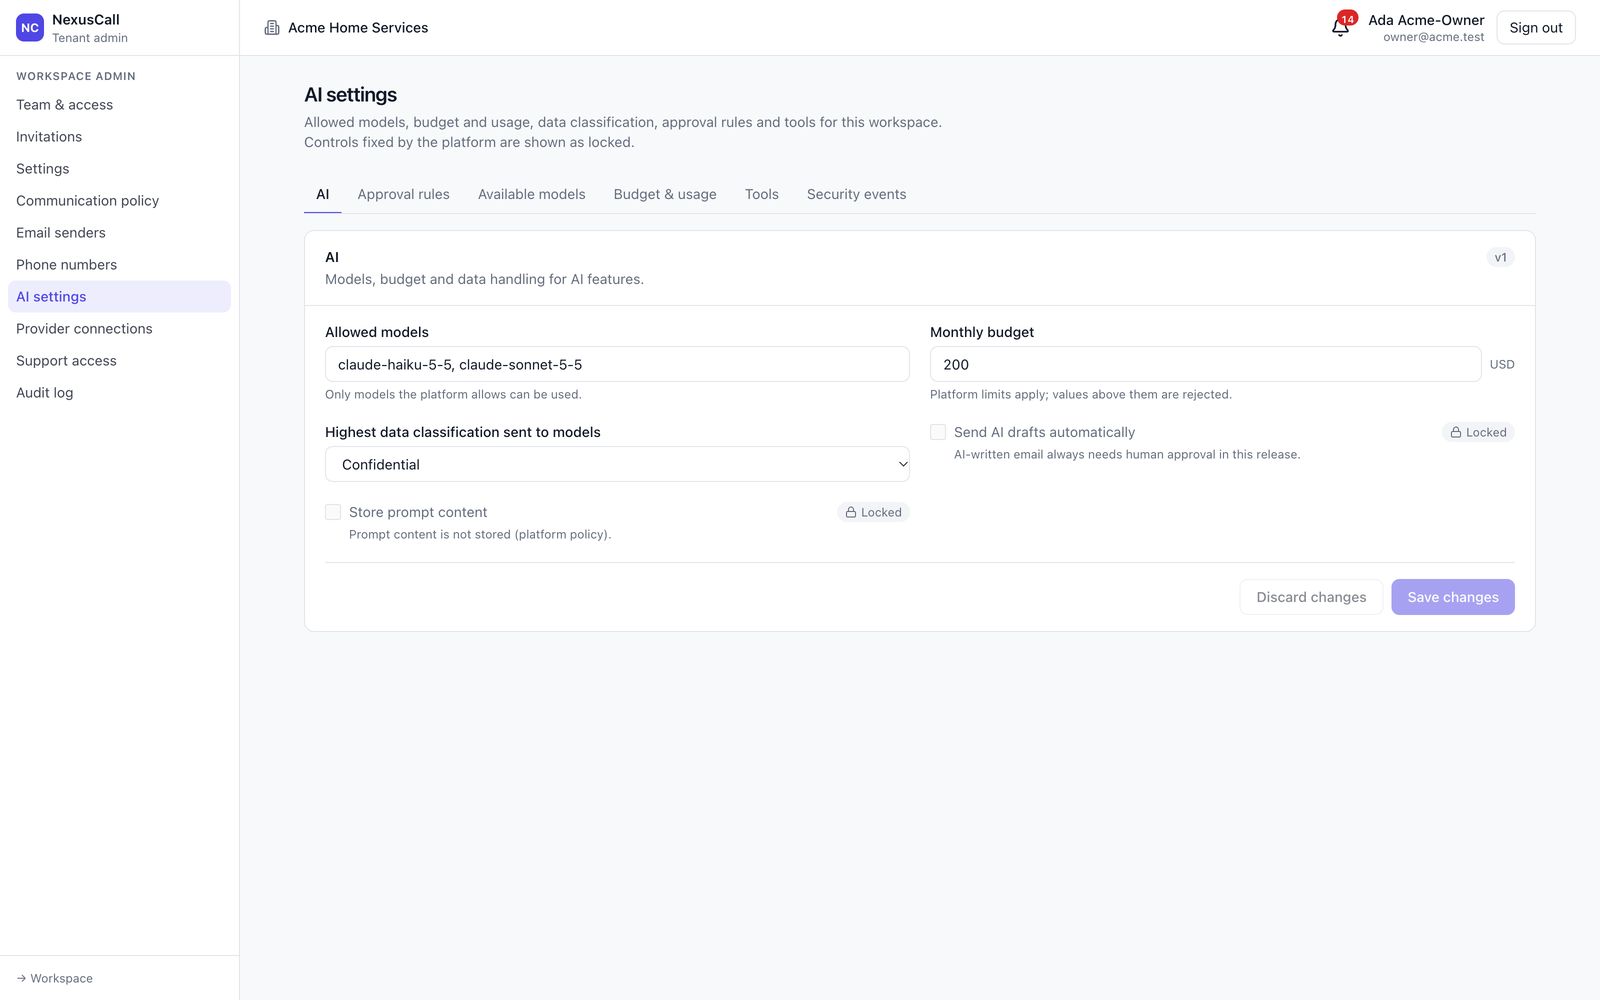 NC
NexusCall
Tenant admin
Acme Home Services
14
Ada Acme-Owner
owner@acme.test
Sign out
WORKSPACE ADMIN
Team & access
Invitations
Settings
Communication policy
Email senders
Phone numbers
AI settings
Provider connections
Support access
Audit log
→ Workspace
AI settings
Allowed models, budget and usage, data classification, approval rules and tools for this workspace.
Controls fixed by the platform are shown as locked.
AI
Approval rules
Available models
Budget & usage
Tools
Security events
AI
v1
Models, budget and data handling for AI features.
Allowed models
claude-haiku-5-5, claude-sonnet-5-5
Only models the platform allows can be used.
Monthly budget
200
USD
Platform limits apply; values above them are rejected.
Highest data classification sent to models
Confidential
Send AI drafts automatically
Locked
AI-written email always needs human approval in this release.
Store prompt content
Locked
Prompt content is not stored (platform policy).
Discard changes
Save changes